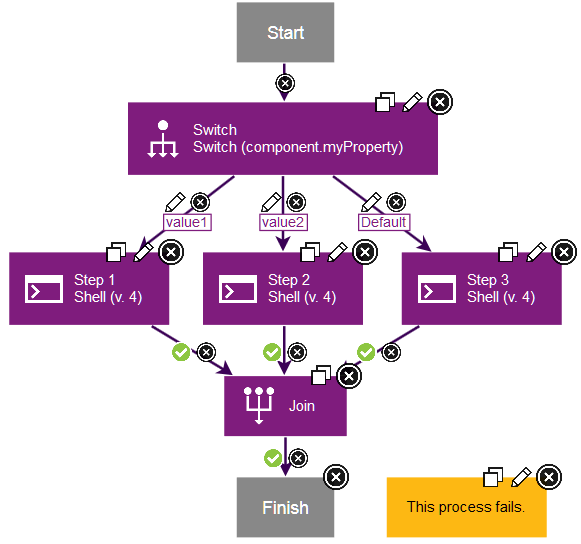 Start
Switch
Switch (component.myProperty)
value1
value2
Default
Step 1
Shell (v. 4)
Step 2
Shell (v. 4)
Step 3
Shell (v. 4)
Join
Finish
This process fails.